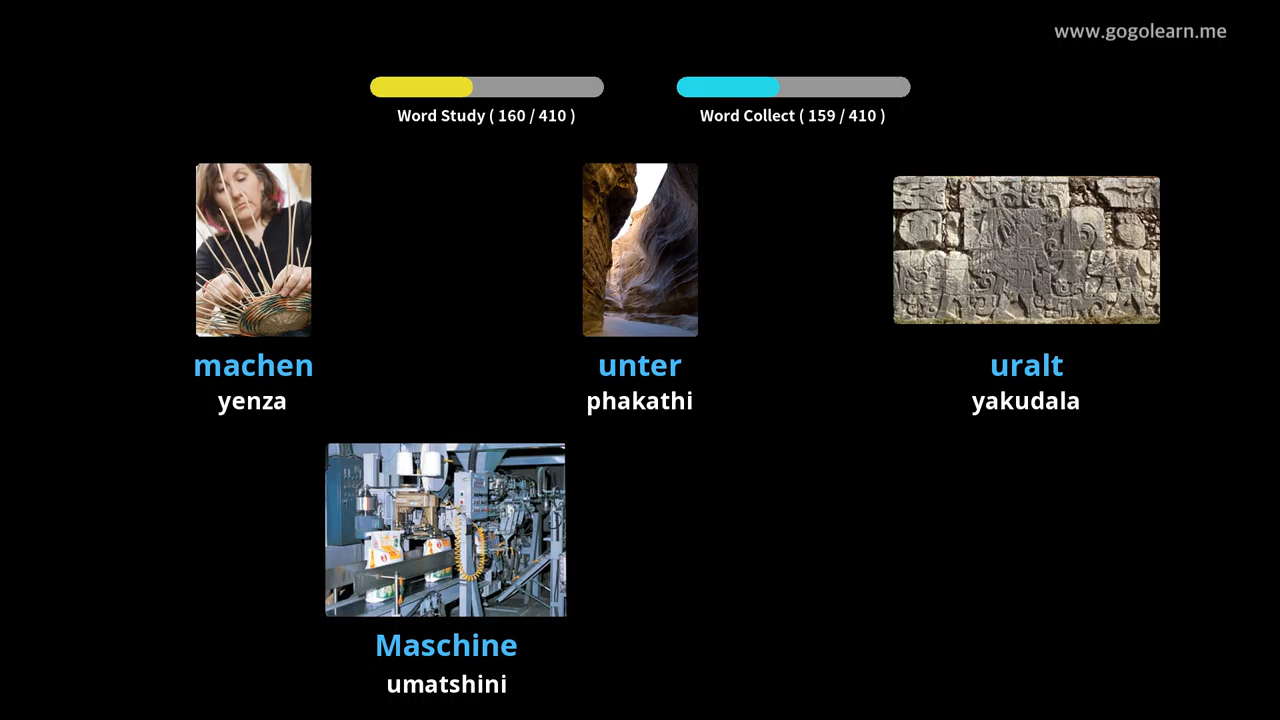 www.gogolearn.me
Word Study ( 160 / 410 )
Word Collect ( 159 / 410 )
machen
yenza
unter
phakathi
uralt
yakudala
Maschine
umatshini